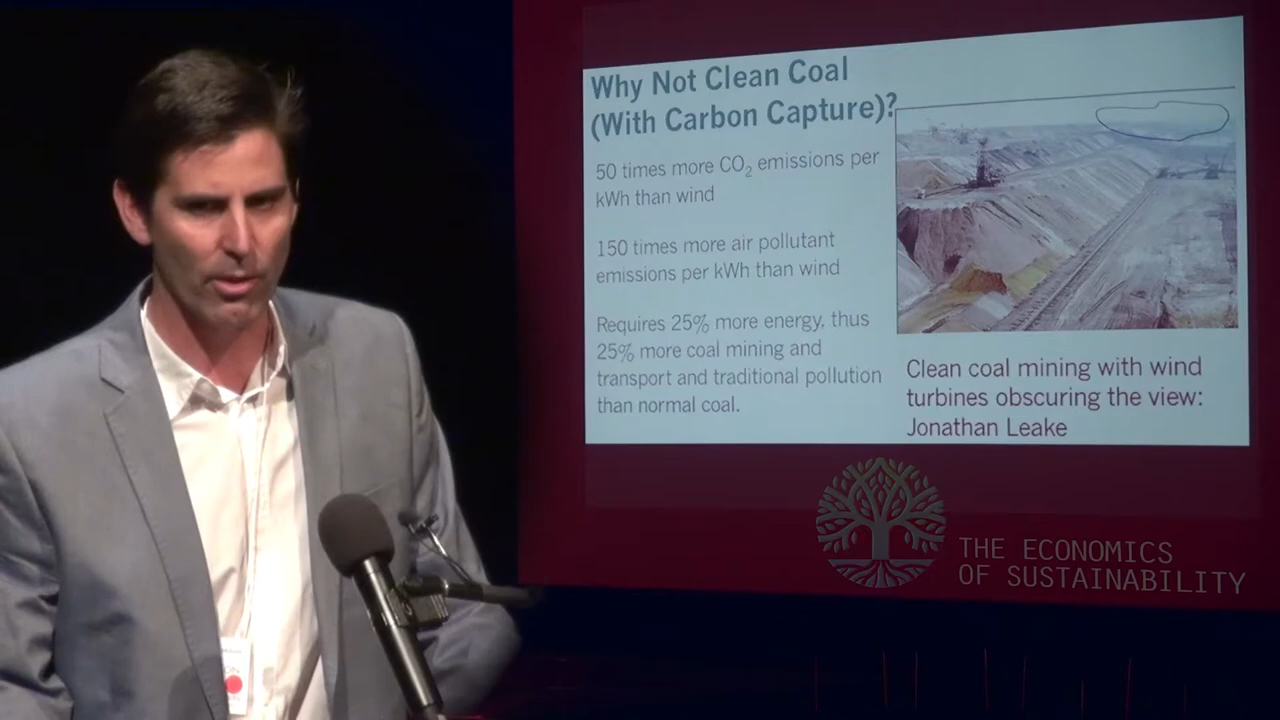 Why Not Clean Coal
(With Carbon Capture)?
50 times more CO₂ emissions per
kWh than wind
150 times more air pollutant
emissions per kWh than wind
Requires 25% more energy, thus
25% more coal mining and
transport and traditional pollution
than normal coal.
Clean coal mining with wind
turbines obscuring the view:
Jonathan Leake
THE ECONOMICS
OF SUSTAINABILITY